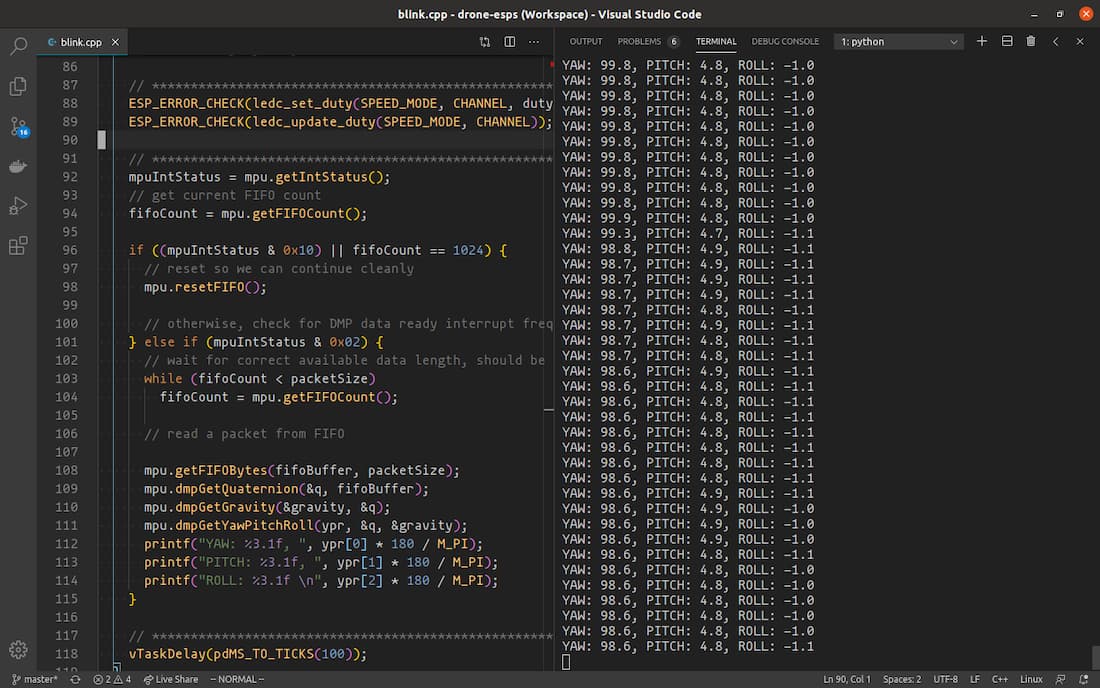 blink.cpp - drone-esps (Workspace) - Visual Studio Code
blink.cpp
OUTPUT PROBLEMS 6 TERMINAL DEBUG CONSOLE 1: python
16
86
87 // ****************************************************
88 ESP_ERROR_CHECK(ledc_set_duty(SPEED_MODE, CHANNEL, duty
89 ESP_ERROR_CHECK(ledc_update_duty(SPEED_MODE, CHANNEL));
90
91 // ****************************************************
92 mpuIntStatus = mpu.getIntStatus();
93 // get current FIFO count
94 fifoCount = mpu.getFIFOCount();
95
96 if ((mpuIntStatus & 0x10) || fifoCount == 1024) {
97 // reset so we can continue cleanly
98 mpu.resetFIFO();
99
100 // otherwise, check for DMP data ready interrupt freq
101 } else if (mpuIntStatus & 0x02) {
102 // wait for correct available data length, should be
103 while (fifoCount < packetSize)
104 fifoCount = mpu.getFIFOCount();
105
106 // read a packet from FIFO
107
108 mpu.getFIFOBytes(fifoBuffer, packetSize);
109 mpu.dmpGetQuaternion(&q, fifoBuffer);
110 mpu.dmpGetGravity(&gravity, &q);
111 mpu.dmpGetYawPitchRoll(ypr, &q, &gravity);
112 printf("YAW: %3.1f, ", ypr[0] * 180 / M_PI);
113 printf("PITCH: %3.1f, ", ypr[1] * 180 / M_PI);
114 printf("ROLL: %3.1f \n", ypr[2] * 180 / M_PI);
115 }
116
117 // ****************************************************
118 vTaskDelay(pdMS_TO_TICKS(100));
YAW: 99.8, PITCH: 4.8, ROLL: -1.0
YAW: 99.8, PITCH: 4.8, ROLL: -1.0
YAW: 99.8, PITCH: 4.8, ROLL: -1.0
YAW: 99.8, PITCH: 4.8, ROLL: -1.0
YAW: 99.8, PITCH: 4.8, ROLL: -1.0
YAW: 99.8, PITCH: 4.8, ROLL: -1.0
YAW: 99.8, PITCH: 4.8, ROLL: -1.0
YAW: 99.8, PITCH: 4.8, ROLL: -1.0
YAW: 99.8, PITCH: 4.8, ROLL: -1.0
YAW: 99.8, PITCH: 4.8, ROLL: -1.0
YAW: 99.9, PITCH: 4.8, ROLL: -1.0
YAW: 99.3, PITCH: 4.7, ROLL: -1.1
YAW: 98.8, PITCH: 4.9, ROLL: -1.1
YAW: 98.7, PITCH: 4.9, ROLL: -1.1
YAW: 98.7, PITCH: 4.9, ROLL: -1.1
YAW: 98.7, PITCH: 4.9, ROLL: -1.1
YAW: 98.7, PITCH: 4.8, ROLL: -1.1
YAW: 98.7, PITCH: 4.9, ROLL: -1.1
YAW: 98.7, PITCH: 4.8, ROLL: -1.1
YAW: 98.7, PITCH: 4.8, ROLL: -1.1
YAW: 98.6, PITCH: 4.9, ROLL: -1.1
YAW: 98.6, PITCH: 4.8, ROLL: -1.1
YAW: 98.6, PITCH: 4.8, ROLL: -1.1
YAW: 98.6, PITCH: 4.8, ROLL: -1.1
YAW: 98.6, PITCH: 4.8, ROLL: -1.1
YAW: 98.6, PITCH: 4.8, ROLL: -1.1
YAW: 98.6, PITCH: 4.8, ROLL: -1.1
YAW: 98.6, PITCH: 4.8, ROLL: -1.1
YAW: 98.6, PITCH: 4.9, ROLL: -1.1
YAW: 98.6, PITCH: 4.9, ROLL: -1.0
YAW: 98.6, PITCH: 4.9, ROLL: -1.0
YAW: 98.6, PITCH: 4.8, ROLL: -1.1
YAW: 98.6, PITCH: 4.8, ROLL: -1.0
YAW: 98.6, PITCH: 4.8, ROLL: -1.0
YAW: 98.6, PITCH: 4.8, ROLL: -1.0
YAW: 98.6, PITCH: 4.8, ROLL: -1.0
YAW: 98.6, PITCH: 4.8, ROLL: -1.0
YAW: 98.6, PITCH: 4.8, ROLL: -1.0
YAW: 98.6, PITCH: 4.8, ROLL: -1.1
master* 2 4 Live Share -- NORMAL -- Ln 90, Col 1 Spaces: 2 UTF-8 LF C++ Linux